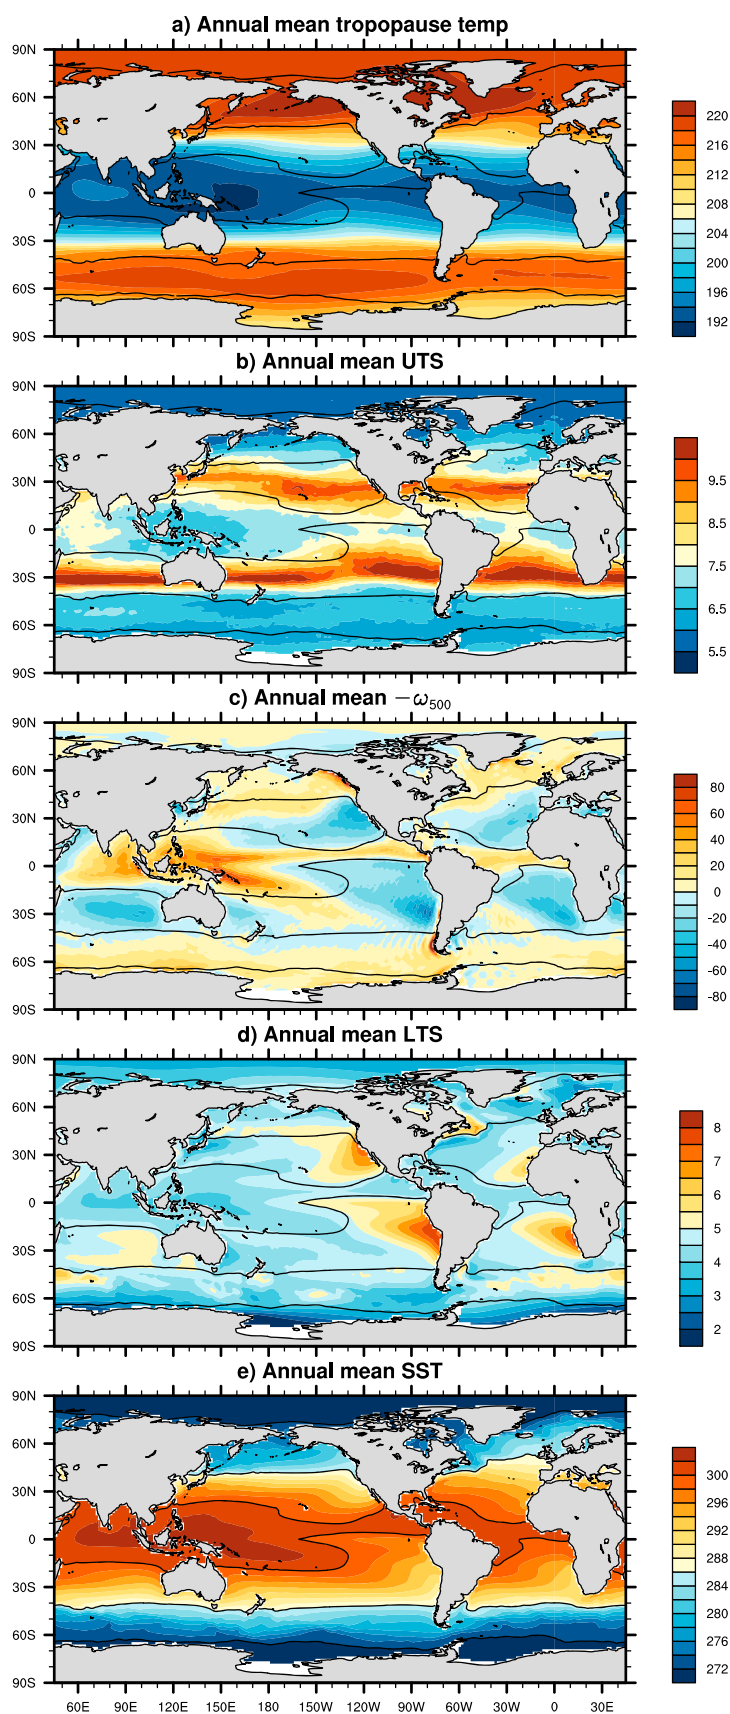 a) Annual mean tropopause temp
90N
60N
30N
0
30S
60S
90S
220
216
212
208
204
200
196
192
b) Annual mean UTS
90N
60N
30N
0
30S
60S
90S
9.5
8.5
7.5
6.5
5.5
c) Annual mean −ω500
90N
60N
30N
0
30S
60S
90S
80
60
40
20
0
-20
-40
-60
-80
d) Annual mean LTS
90N
60N
30N
0
30S
60S
90S
8
7
6
5
4
3
2
e) Annual mean SST
90N
60N
30N
0
30S
60S
90S
300
296
292
288
284
280
276
272
60E 90E 120E 150E 180 150W 120W 90W 60W 30W 0 30E